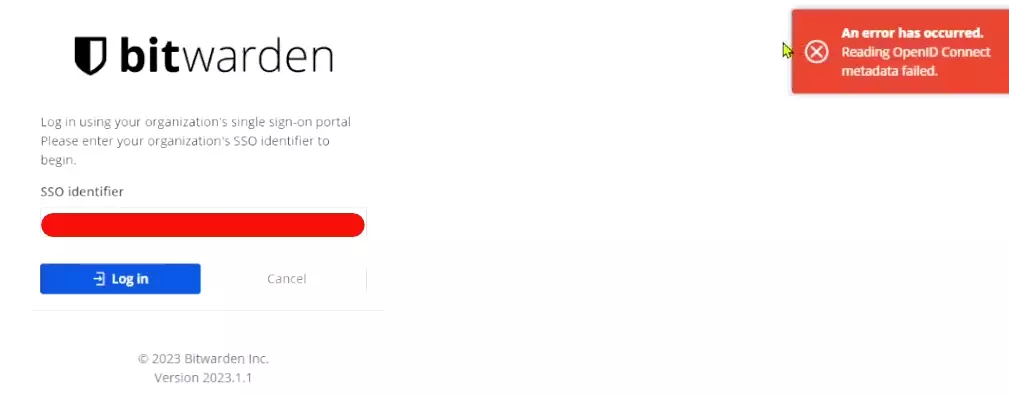 bitwarden
An error has occurred.
Reading OpenID Connect
metadata failed.
Log in using your organization's single sign-on portal
Please enter your organization's SSO identifier to
begin.
SSO identifier
Log in
Cancel
© 2023 Bitwarden Inc.
Version 2023.1.1